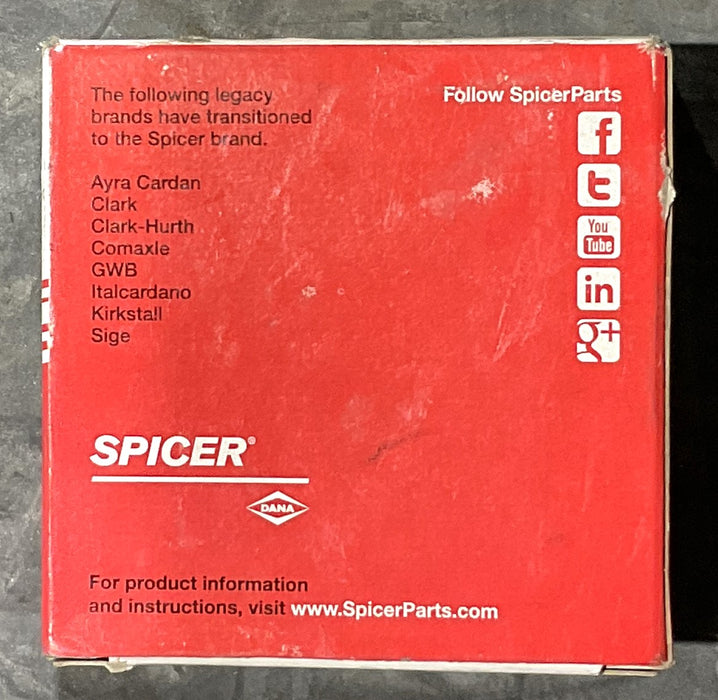 The following legacy
brands have transitioned
to the Spicer brand.
Ayra Cardan
Clark
Clark-Hurth
Comaxle
GWB
Italcardano
Kirkstall
Sige
Follow SpicerParts
f
t
You
Tube
in
g+
SPICER®
DANA
For product information
and instructions, visit www.SpicerParts.com